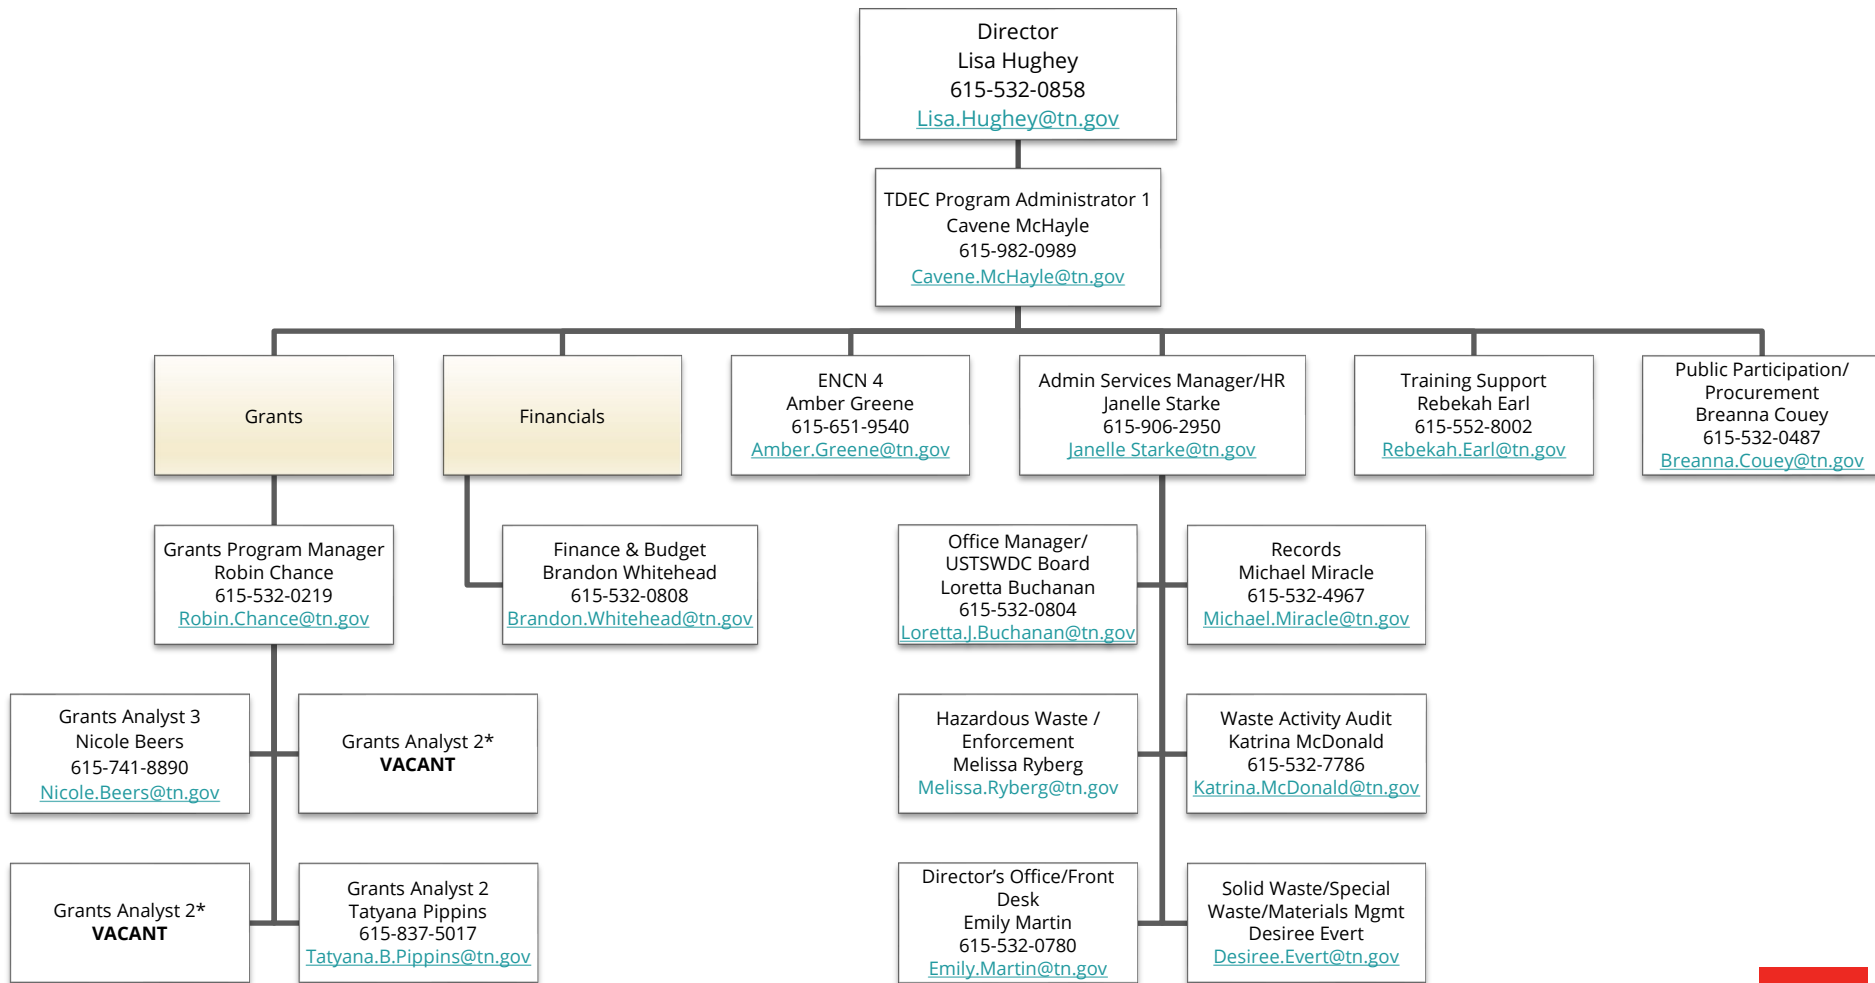 Director
Lisa Hughey
615-532-0858
Lisa.Hughey@tn.gov
TDEC Program Administrator 1
Cavene McHayle
615-982-0989
Cavene.McHayle@tn.gov
Grants
Financials
ENCN 4
Amber Greene
615-651-9540
Amber.Greene@tn.gov
Admin Services Manager/HR
Janelle Starke
615-906-2950
Janelle Starke@tn.gov
Training Support
Rebekah Earl
615-552-8002
Rebekah.Earl@tn.gov
Public Participation/
Procurement
Breanna Couey
615-532-0487
Breanna.Couey@tn.gov
Grants Program Manager
Robin Chance
615-532-0219
Robin.Chance@tn.gov
Finance & Budget
Brandon Whitehead
615-532-0808
Brandon.Whitehead@tn.gov
Office Manager/
USTSWDC Board
Loretta Buchanan
615-532-0804
Loretta.J.Buchanan@tn.gov
Records
Michael Miracle
615-532-4967
Michael.Miracle@tn.gov
Grants Analyst 3
Nicole Beers
615-741-8890
Nicole.Beers@tn.gov
Grants Analyst 2*
VACANT
Hazardous Waste /
Enforcement
Melissa Ryberg
Melissa.Ryberg@tn.gov
Waste Activity Audit
Katrina McDonald
615-532-7786
Katrina.McDonald@tn.gov
Grants Analyst 2*
VACANT
Grants Analyst 2
Tatyana Pippins
615-837-5017
Tatyana.B.Pippins@tn.gov
Director’s Office/Front
Desk
Emily Martin
615-532-0780
Emily.Martin@tn.gov
Solid Waste/Special
Waste/Materials Mgmt
Desiree Evert
Desiree.Evert@tn.gov